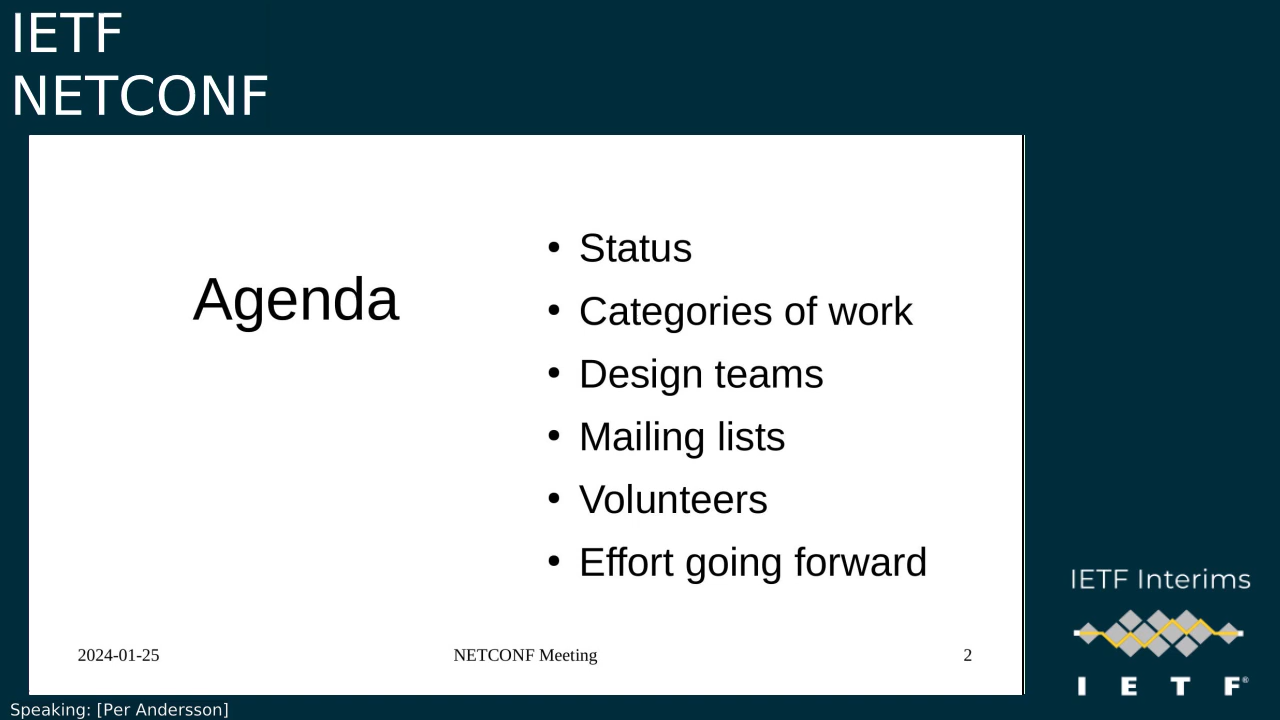 IETF
NETCONF
Agenda
• Status
• Categories of work
• Design teams
• Mailing lists
• Volunteers
• Effort going forward
2024-01-25
NETCONF Meeting
2
IETF Interims
I E T F®
Speaking: [Per Andersson]